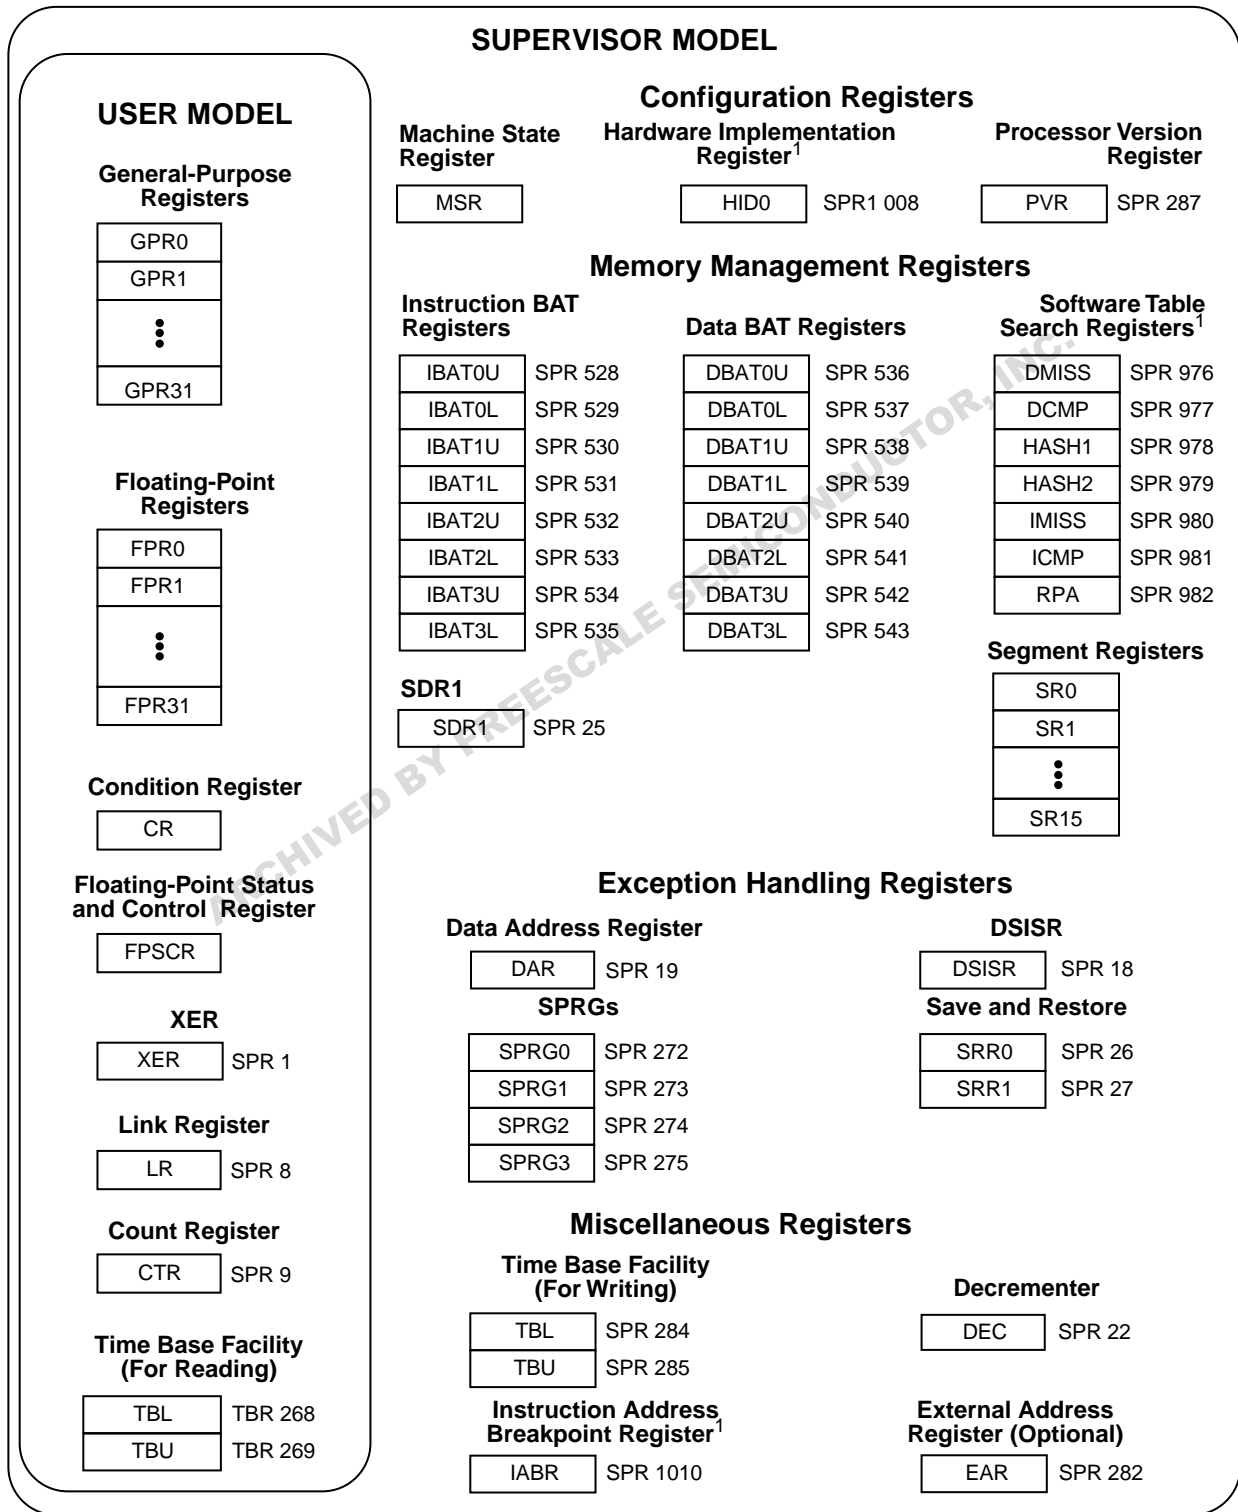 SUPERVISOR MODEL
USER MODEL
General-Purpose
Registers
GPR0
GPR1
GPR31
Floating-Point
Registers
FPR0
FPR1
FPR31
Condition Register
CR
Floating-Point Status
and Control Register
FPSCR
XER
XER SPR 1
Link Register
LR SPR 8
Count Register
CTR SPR 9
Time Base Facility
(For Reading)
TBL TBR 268
TBU TBR 269
Configuration Registers
Machine State
Register
MSR
Hardware Implementation
Register1
HID0 SPR1 008
Processor Version
Register
PVR SPR 287
Memory Management Registers
Instruction BAT
Registers
IBAT0U SPR 528
IBAT0L SPR 529
IBAT1U SPR 530
IBAT1L SPR 531
IBAT2U SPR 532
IBAT2L SPR 533
IBAT3U SPR 534
IBAT3L SPR 535
Data BAT Registers
DBAT0U SPR 536
DBAT0L SPR 537
DBAT1U SPR 538
DBAT1L SPR 539
DBAT2U SPR 540
DBAT2L SPR 541
DBAT3U SPR 542
DBAT3L SPR 543
Software Table
Search Registers1
DMISS SPR 976
DCMP SPR 977
HASH1 SPR 978
HASH2 SPR 979
IMISS SPR 980
ICMP SPR 981
RPA SPR 982
SDR1
SDR1 SPR 25
Segment Registers
SR0
SR1
SR15
Exception Handling Registers
Data Address Register
DAR SPR 19
DSISR
DSISR SPR 18
SPRGs
SPRG0 SPR 272
SPRG1 SPR 273
SPRG2 SPR 274
SPRG3 SPR 275
Save and Restore
SRR0 SPR 26
SRR1 SPR 27
Miscellaneous Registers
Time Base Facility
(For Writing)
TBL SPR 284
TBU SPR 285
Decrementer
DEC SPR 22
Instruction Address
Breakpoint Register1
IABR SPR 1010
External Address
Register (Optional)
EAR SPR 282
ARCHIVED BY FREESCALE SEMICONDUCTOR, INC.